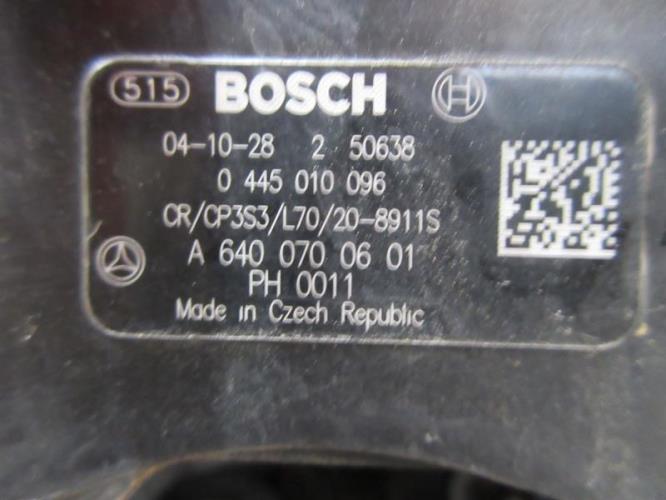 515 BOSCH
04-10-28 2 50638
0 445 010 096
CR/CP3S3/L70/20-8911S
A 640 070 06 01
PH 0011
Made in Czech Republic